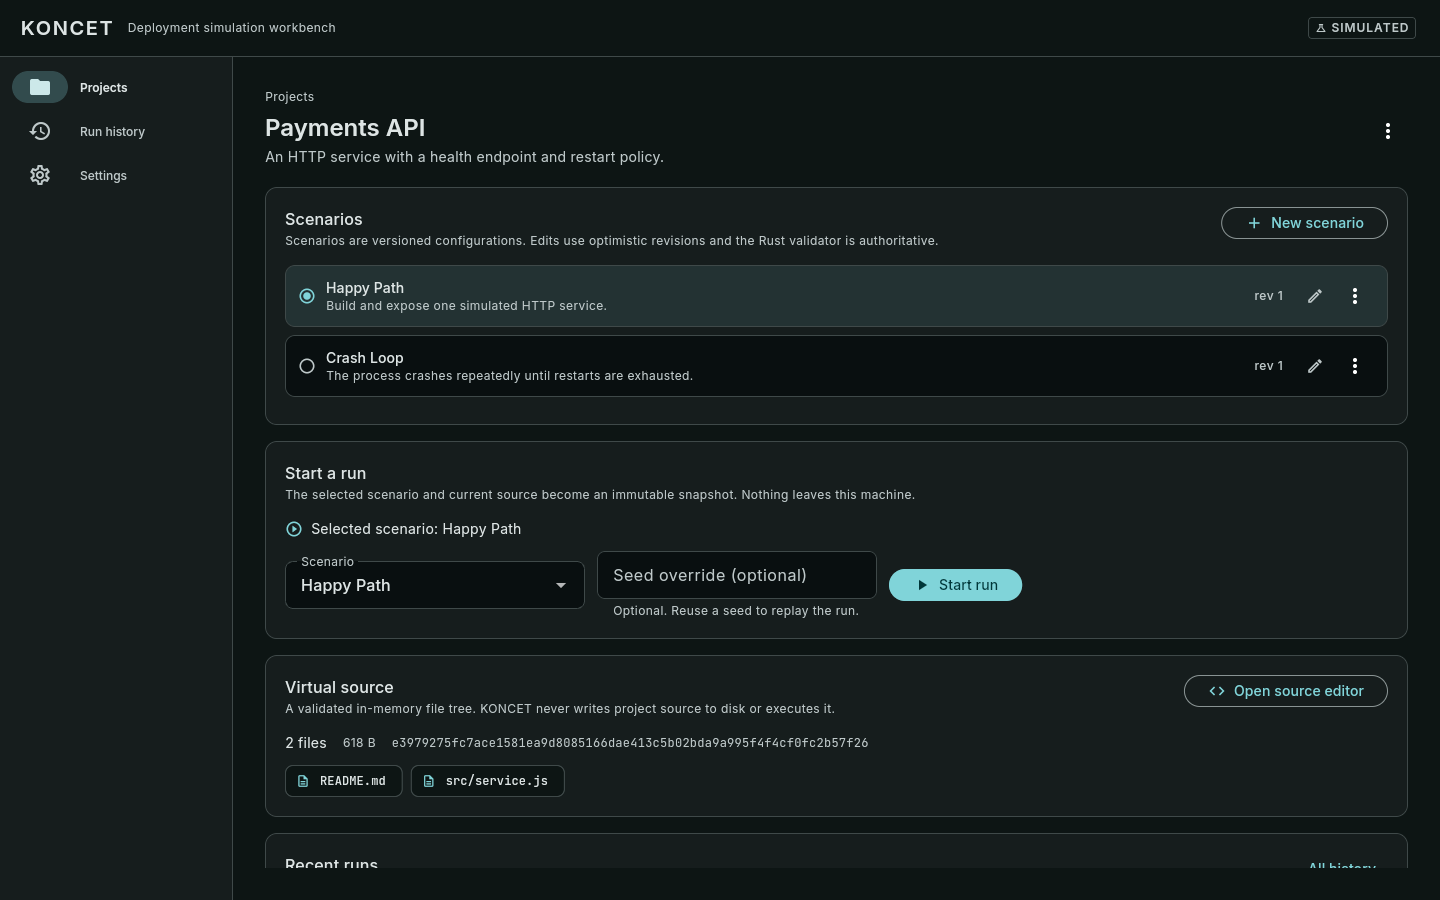 KONCET
Deployment simulation workbench
SIMULATED
Projects
Run history
Settings
Projects
Payments API
An HTTP service with a health endpoint and restart policy.
Scenarios
Scenarios are versioned configurations. Edits use optimistic revisions and the Rust validator is authoritative.
New scenario
Happy Path
Build and expose one simulated HTTP service.
rev 1
Crash Loop
The process crashes repeatedly until restarts are exhausted.
rev 1
Start a run
The selected scenario and current source become an immutable snapshot. Nothing leaves this machine.
Selected scenario: Happy Path
Scenario
Happy Path
Seed override (optional)
Optional. Reuse a seed to replay the run.
Start run
Virtual source
A validated in-memory file tree. KONCET never writes project source to disk or executes it.
Open source editor
2 files 618 B e3979275fc7ace1581ea9d8085166dae413c5b02bda9a995f4f4cf0fc2b57f26
README.md
src/service.js
Recent runs
All history